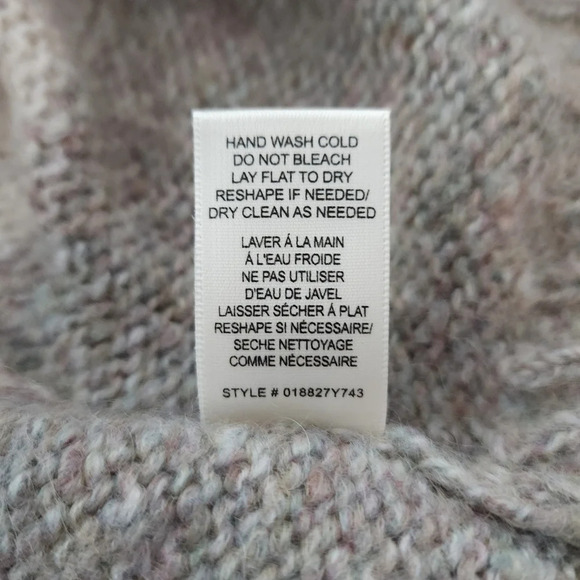 HAND WASH COLD
DO NOT BLEACH
LAY FLAT TO DRY
RESHAPE IF NEEDED/
DRY CLEAN AS NEEDED
LAVER Á LA MAIN
Á L'EAU FROIDE
NE PAS UTILISER
D'EAU DE JAVEL
LAISSER SÉCHER Á PLAT
RESHAPE SI NÉCESSAIRE/
SECHE NETTOYAGE
COMME NÉCESSAIRE
STYLE # 018827Y743